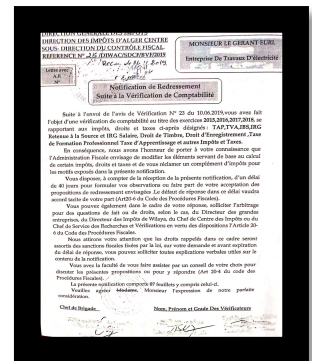 DIRECTION GENERALE DES IMPÔTS
DIRECTION DES IMPÔTS D'ALGER CENTRE
SOUS- DIRECTION DU CONTRÔLE FISCAL
REFERENCE N° 25 /DIWAC/SDCF/BVF/2019
MONSIEUR LE GERANT EURL
Entreprise De Travaux D'électricité
Lettre avec
A.R
N°
Notification de Redressement
Suite à la Vérification de Comptabilité
Suite à l'envoi de l'avis de Vérification N° 23 du 10.06.2019, vous avez fait
l'objet d'une vérification de comptabilité au titre des exercices 2015,2016,2017,2018, se
rapportant aux impôts, droits et taxes ci-après désignés : TAP,TVA,IBS,IRG
Retenue à la Source et IRG Salaire, Droit de Timbre, Droit d'Enregistrement ,Taxe
de Formation Professionnel Taxe d'Apprentissage et autres Impôts et Taxes.
En conséquence, nous avons l'honneur de porter à votre connaissance que
l'Administration Fiscale envisage de modifier les éléments servant de base au calcul
de certains impôts, droits et taxes et de vous réclamer un complément d'impôts pour
les motifs exposés dans la présente notification.
Vous disposez, à compter de la réception de la présente notification, d'un délai
de 40 jours pour formuler vos observations ou faire part de votre acceptation des
propositions de redressement envisagées .Le défaut de réponse dans ce délai vaudra
accord tacite de votre part (Art20-6 du Code des Procédures Fiscales).
Vous pouvez également dans le cadre de votre réponse, solliciter l'arbitrage
pour des questions de fait ou de droits, selon le cas, du Directeur des grandes
entreprises, du Directeur des Impôts de Wilaya, du Chef de Centre des Impôts ou du
Chef de Service des Recherches et Vérifications en vertu des dispositions l'Article 20-
6 du Code des Procédures Fiscales.
Nous attirons votre attention que les droits rappelés dans ce cadre seront
assortis des sanctions fiscales fixées par la loi, sur votre demande et avant expiration
du délai de réponse, vous pouvez solliciter toutes explications verbales utiles sur le
contenu de la notification.
Vous avez la faculté de vous faire assister par un conseil de votre choix pour
discuter les présentes propositions ou pour y répondre (Art 20-4 du code des
Procédures Fiscales).
La présente notification comporte 07 feuillets y compris celui-ci.
Veuillez agréer Madame, Monsieur l'expression de notre parfaite
considération.
Chef de Brigade
Nom, Prénom et Grade Des Vérificateurs